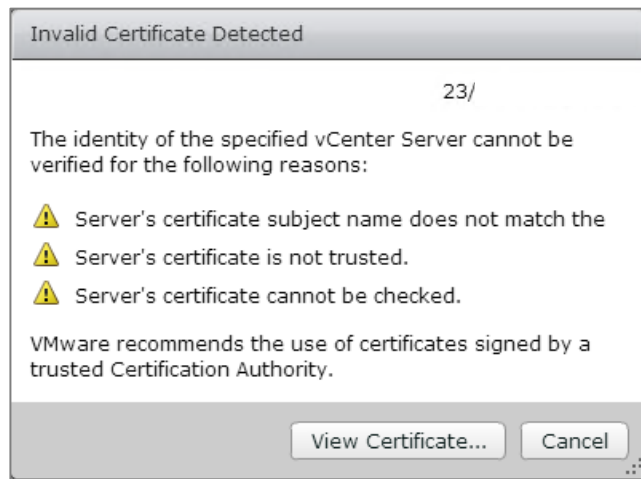 Invalid Certificate Detected
23/
The identity of the specified vCenter Server cannot be
verified for the following reasons:
Server's certificate subject name does not match the
Server's certificate is not trusted.
Server's certificate cannot be checked.
VMware recommends the use of certificates signed by a
trusted Certification Authority.
View Certificate...
Cancel